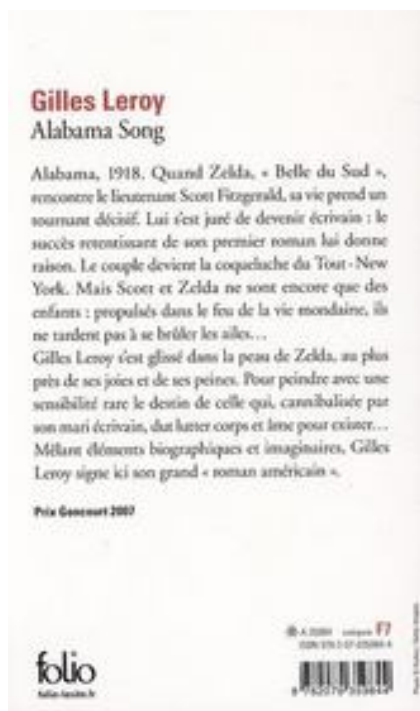 Gilles Leroy
Alabama Song
Alabama, 1918. Quand Zelda, « Belle du Sud »,
rencontre le lieutenant Scott Fitzgerald, sa vie prend un
tournant décisif. Lui s'est juré de devenir écrivain : le
succès retentissant de son premier roman lui donne
raison. Le couple devient la coqueluche du Tout-New
York. Mais Scott et Zelda ne sont encore que des
enfants : propulsés dans le feu de la vie mondaine, ils
ne tardent pas à se brûler les ailes…
Gilles Leroy s'est glissé dans la peau de Zelda, au plus
près de ses joies et de ses peines. Pour peindre avec une
sensibilité rare le destin de celle qui, cannibalisée par
son mari écrivain, dut lutter corps et âme pour exister…
Mêlant éléments biographiques et imaginaires, Gilles
Leroy signe ici son grand « roman américain ».
Prix Goncourt 2007
F7
ISBN
folio
folio-lesite.fr